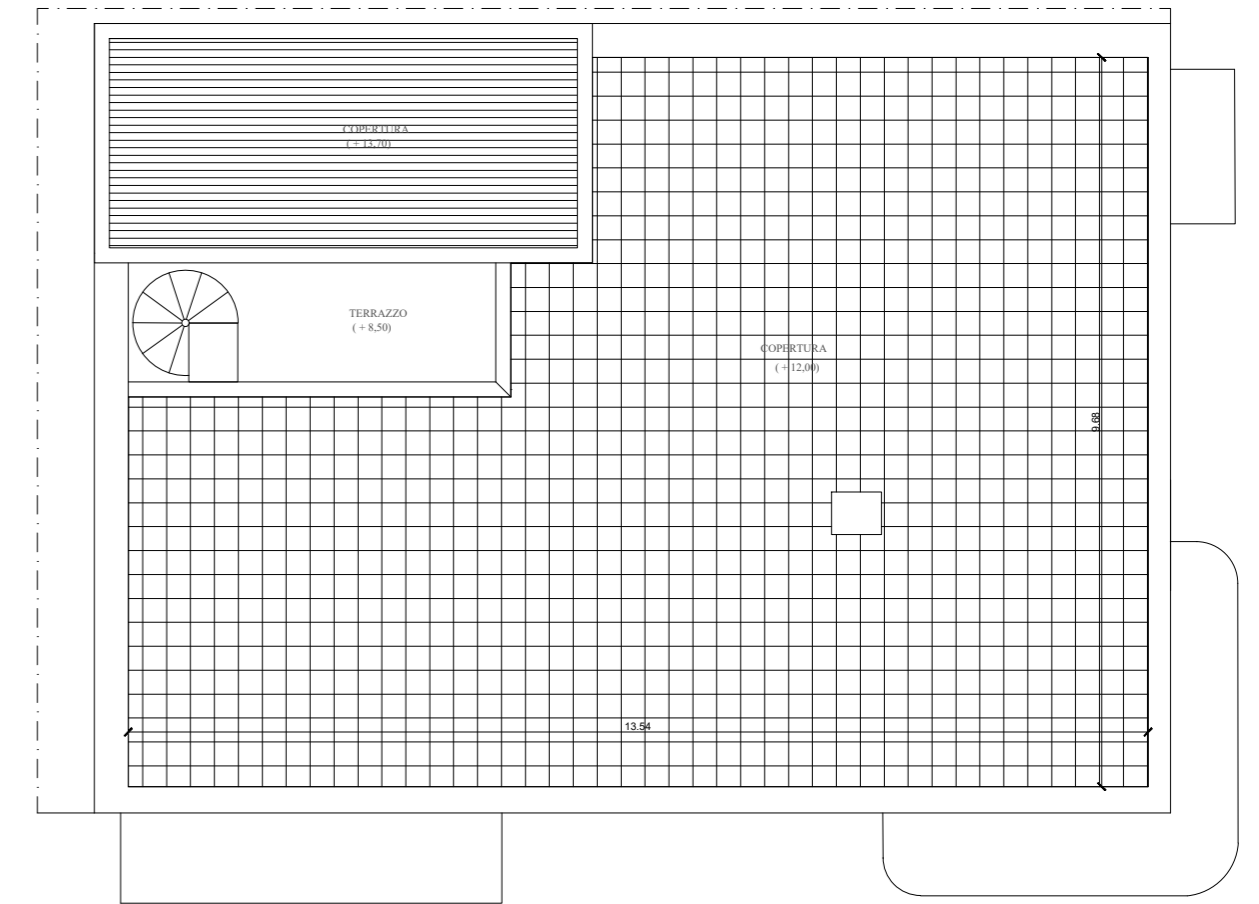 COPERTURA
( + 13,70)
TERRAZZO
( + 8,50)
COPERTURA
( + 12,00)
9.68
13.54